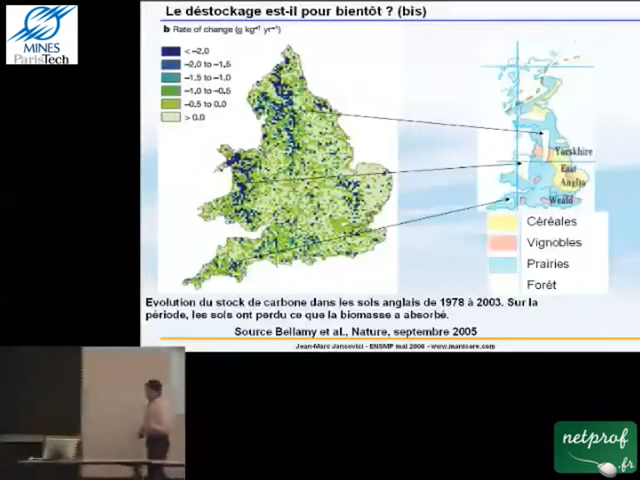 MINES
ParisTech
Le déstockage est-il pour bientôt ? (bis)
b Rate of change (g kg⁻¹ yr⁻¹)
< -2.0
-2.0 to -1.5
-1.5 to -1.0
-1.0 to -0.5
-0.5 to 0.0
> 0.0
Yorskhire
East
Anglia
Weald
Céréales
Vignobles
Prairies
Forêt
Evolution du stock de carbone dans les sols anglais de 1978 à 2003. Sur la
période, les sols ont perdu ce que la biomasse a absorbé.
Source Bellamy et al., Nature, septembre 2005
Jean-Marc Jancovici - ENSMP mai 2008 - www.manicore.com
netprof
.fr